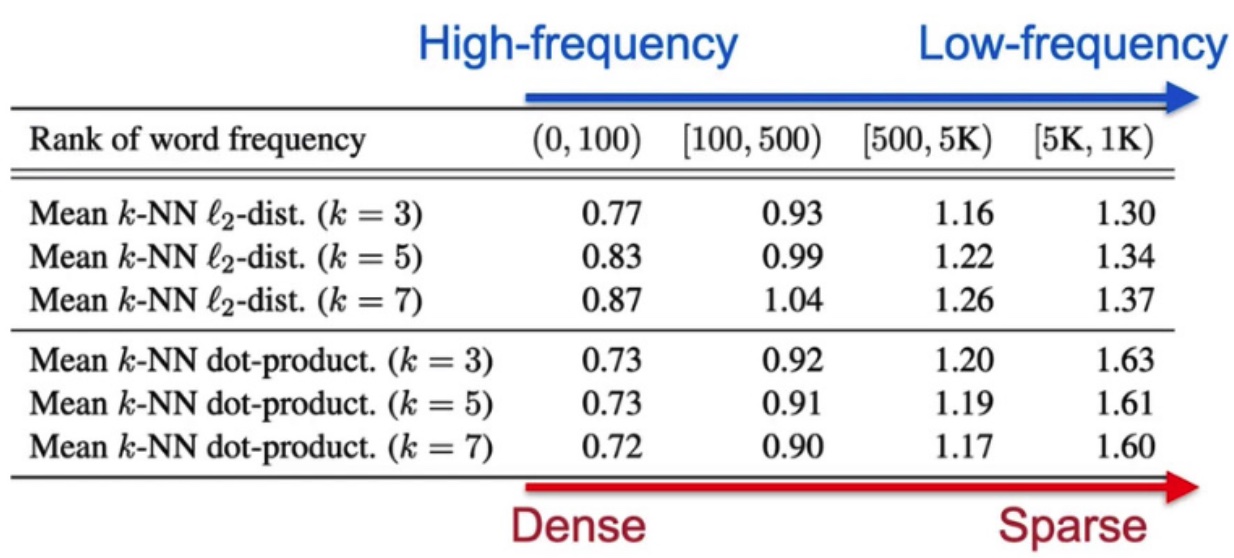 High-frequency Low-frequency
Rank of word frequency (0, 100) [100, 500) [500, 5K) [5K, 1K)
Mean k-NN ℓ₂-dist. (k = 3) 0.77 0.93 1.16 1.30
Mean k-NN ℓ₂-dist. (k = 5) 0.83 0.99 1.22 1.34
Mean k-NN ℓ₂-dist. (k = 7) 0.87 1.04 1.26 1.37
Mean k-NN dot-product. (k = 3) 0.73 0.92 1.20 1.63
Mean k-NN dot-product. (k = 5) 0.73 0.91 1.19 1.61
Mean k-NN dot-product. (k = 7) 0.72 0.90 1.17 1.60
Dense Sparse